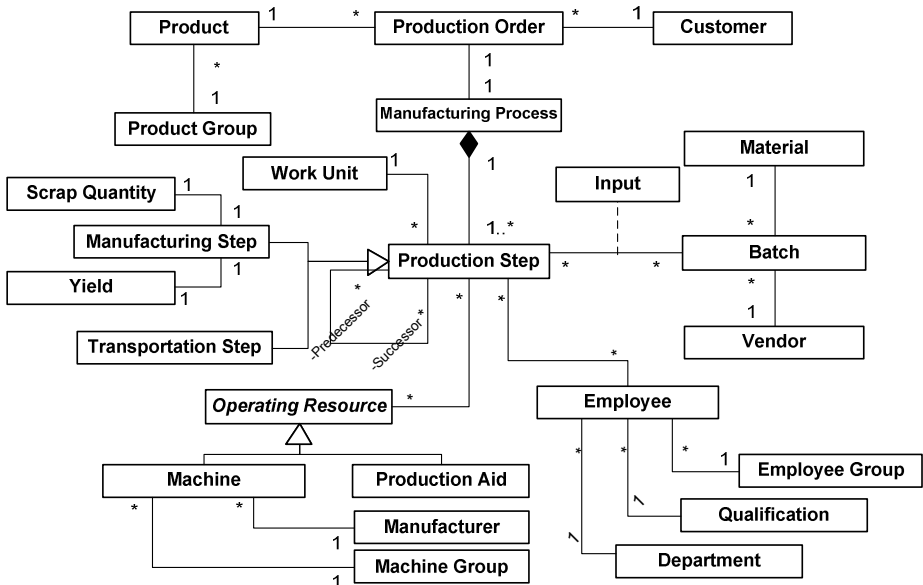 Product
1
*
Production Order
*
1
Customer
*
1
1
1
Product Group
Manufacturing Process
1
Material
1
Work Unit
1
Input
Scrap Quantity
1
1
*
1..*
*
Manufacturing Step
Production Step
*
*
Batch
1
Yield
1
*
-Predecessor
-Successor
*
*
*
*
1
Vendor
Transportation Step
*
Operating Resource
*
Employee
*
*
*
1
Employee Group
Machine
Production Aid
*
*
1
Qualification
Manufacturer
1
1
Department
Machine Group
1